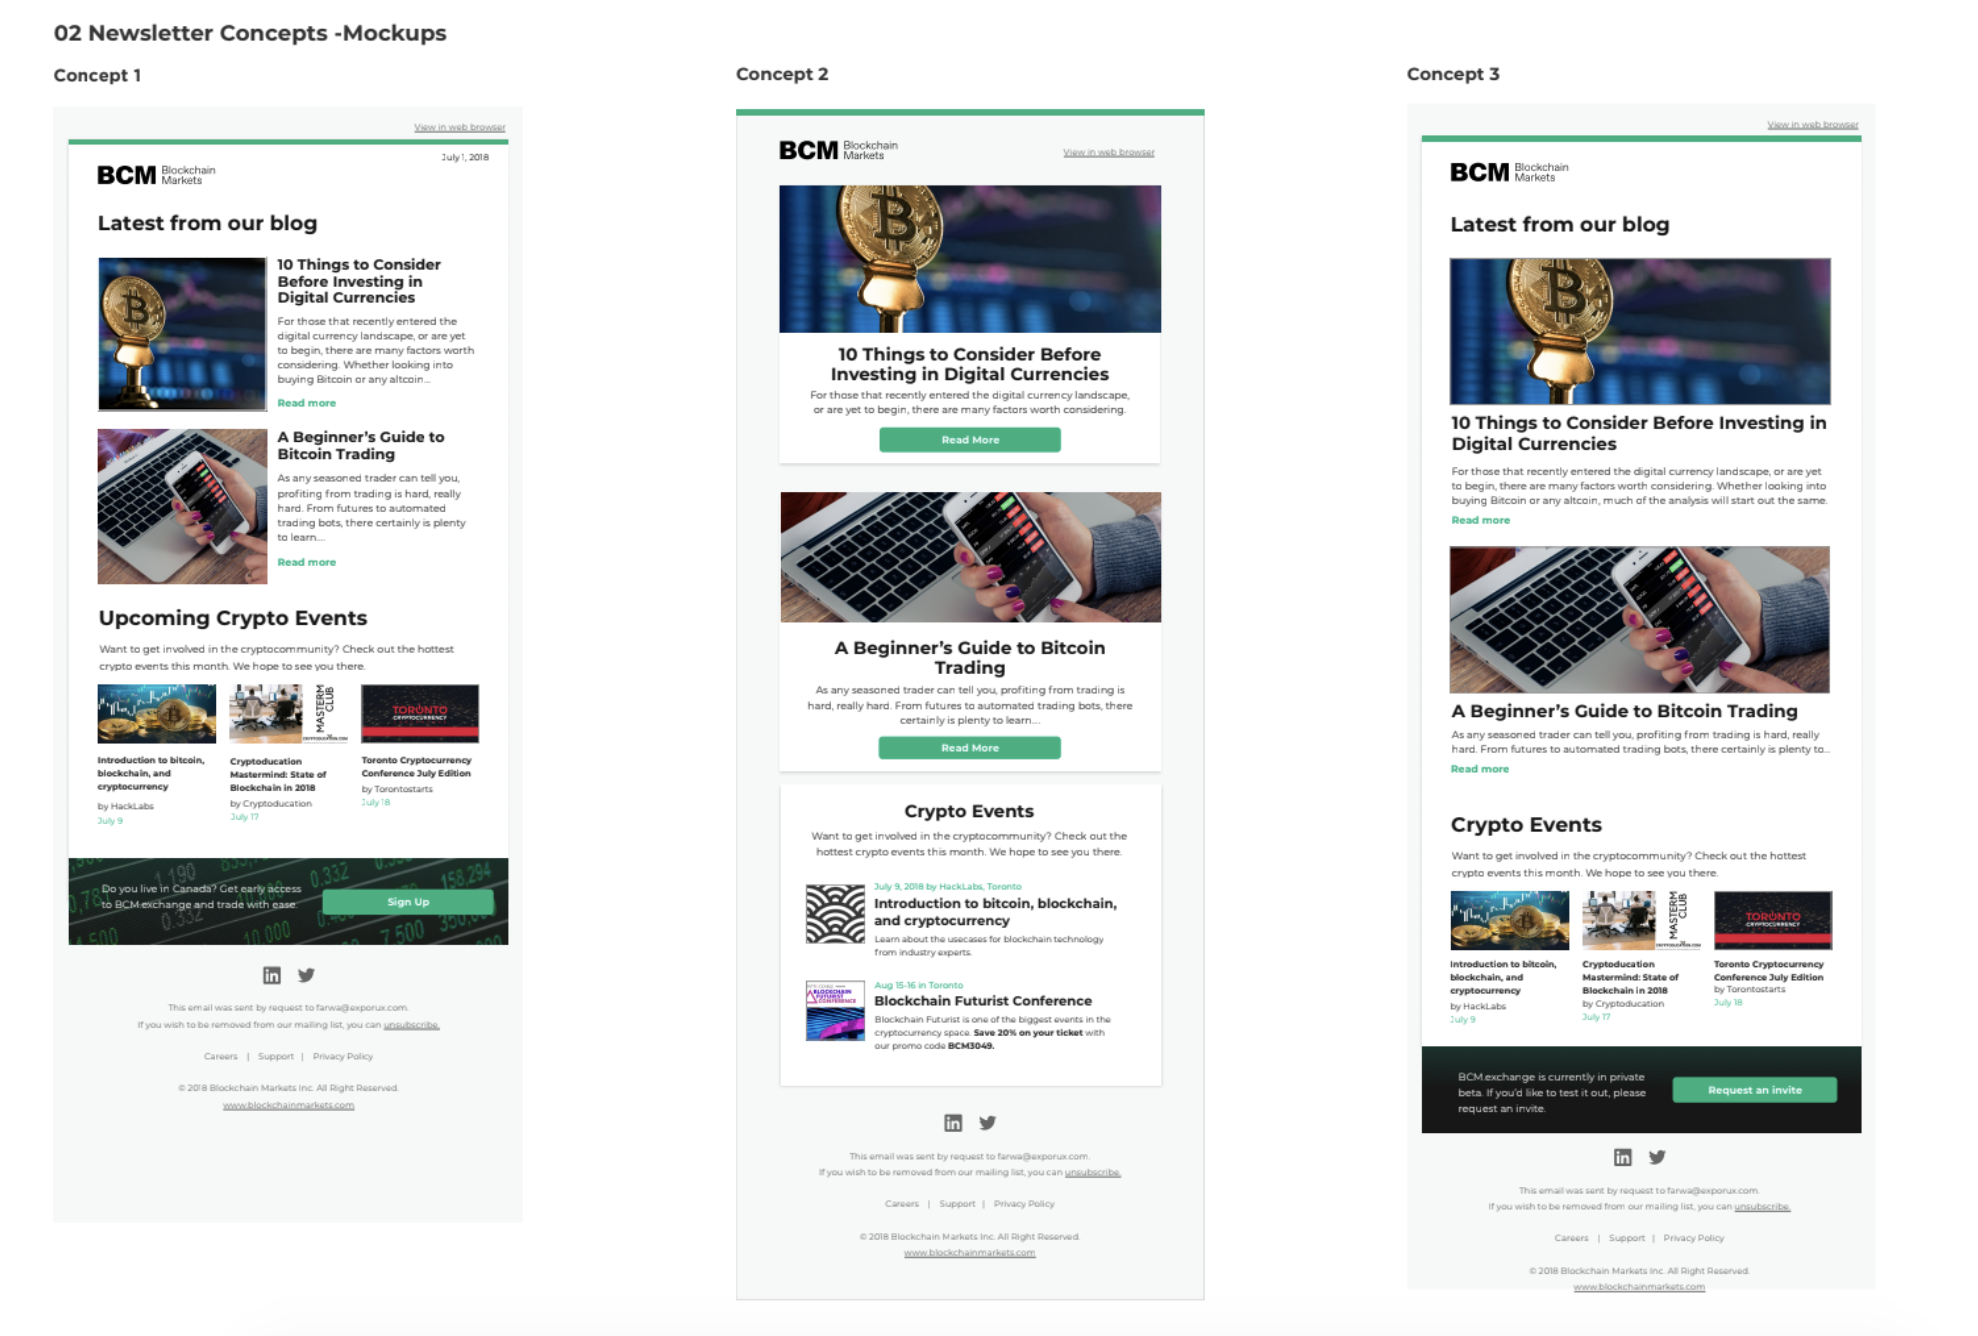 02 Newsletter Concepts -Mockups
Concept 1
View in web browser
July 1, 2018
BCM Blockchain
Markets
Latest from our blog
10 Things to Consider
Before Investing in
Digital Currencies
For those that recently entered the
digital currency landscape, or are yet
to begin, there are many factors worth
considering. Whether looking into
buying Bitcoin or any altcoin...
Read more
A Beginner's Guide to
Bitcoin Trading
As any seasoned trader can tell you,
profiting from trading is hard, really
hard. From futures to automated
trading bots, there certainly is plenty
to learn....
Read more
Upcoming Crypto Events
Want to get involved in the cryptocommunity? Check out the hottest
crypto events this month. We hope to see you there.
MASTERM
CLUB
CRYPTODUCATION.COM
TORONTO
CRYPTOCURRENCY
Introduction to bitcoin,
blockchain, and
cryptocurrency
by HackLabs
July 9
Cryptoducation
Mastermind: State of
Blockchain in 2018
by Cryptoducation
July 17
Toronto Cryptocurrency
Conference July Edition
by Torontostarts
July 18
Do you live in Canada? Get early access
to BCM.exchange and trade with ease.
Sign Up
1,190
0.332
158,294
0.332
10,000
7,500
This email was sent by request to farwa@exporux.com.
If you wish to be removed from our mailing list, you can unsubscribe.
Careers | Support | Privacy Policy
© 2018 Blockchain Markets Inc. All Right Reserved.
www.blockchainmarkets.com
Concept 2
BCM Blockchain
Markets
View in web browser
10 Things to Consider Before
Investing in Digital Currencies
For those that recently entered the digital currency landscape,
or are yet to begin, there are many factors worth considering.
Read More
A Beginner's Guide to Bitcoin
Trading
As any seasoned trader can tell you, profiting from trading is
hard, really hard. From futures to automated trading bots, there
certainly is plenty to learn....
Read More
Crypto Events
Want to get involved in the cryptocommunity? Check out the
hottest crypto events this month. We hope to see you there.
July 9, 2018 by HackLabs, Toronto
Introduction to bitcoin, blockchain,
and cryptocurrency
Learn about the usecases for blockchain technology
from industry experts.
BLOCKCHAIN
FUTURIST
CONFERENCE
Aug 15-16 in Toronto
Blockchain Futurist Conference
Blockchain Futurist is one of the biggest events in the
cryptocurrency space. Save 20% on your ticket with
our promo code BCM3049.
This email was sent by request to farwa@exporux.com.
If you wish to be removed from our mailing list, you can unsubscribe.
Careers | Support | Privacy Policy
© 2018 Blockchain Markets Inc. All Right Reserved.
www.blockchainmarkets.com
Concept 3
View in web browser
BCM Blockchain
Markets
Latest from our blog
10 Things to Consider Before Investing in
Digital Currencies
For those that recently entered the digital currency landscape, or are yet
to begin, there are many factors worth considering. Whether looking into
buying Bitcoin or any altcoin, much of the analysis will start out the same.
Read more
A Beginner's Guide to Bitcoin Trading
As any seasoned trader can tell you, profiting from trading is hard, really
hard. From futures to automated trading bots, there certainly is plenty to...
Read more
Crypto Events
Want to get involved in the cryptocommunity? Check out the hottest
crypto events this month. We hope to see you there.
MASTERM
CLUB
CRYPTODUCATION.COM
TORONTO
CRYPTOCURRENCY
Introduction to bitcoin,
blockchain, and
cryptocurrency
by HackLabs
July 9
Cryptoducation
Mastermind: State of
Blockchain in 2018
by Cryptoducation
July 17
Toronto Cryptocurrency
Conference July Edition
by Torontostarts
July 18
BCM.exchange is currently in private
beta. If you'd like to test it out, please
request an invite.
Request an invite
This email was sent by request to farwa@exporux.com.
If you wish to be removed from our mailing list, you can unsubscribe.
Careers | Support | Privacy Policy
© 2018 Blockchain Markets Inc. All Right Reserved.
www.blockchainmarkets.com